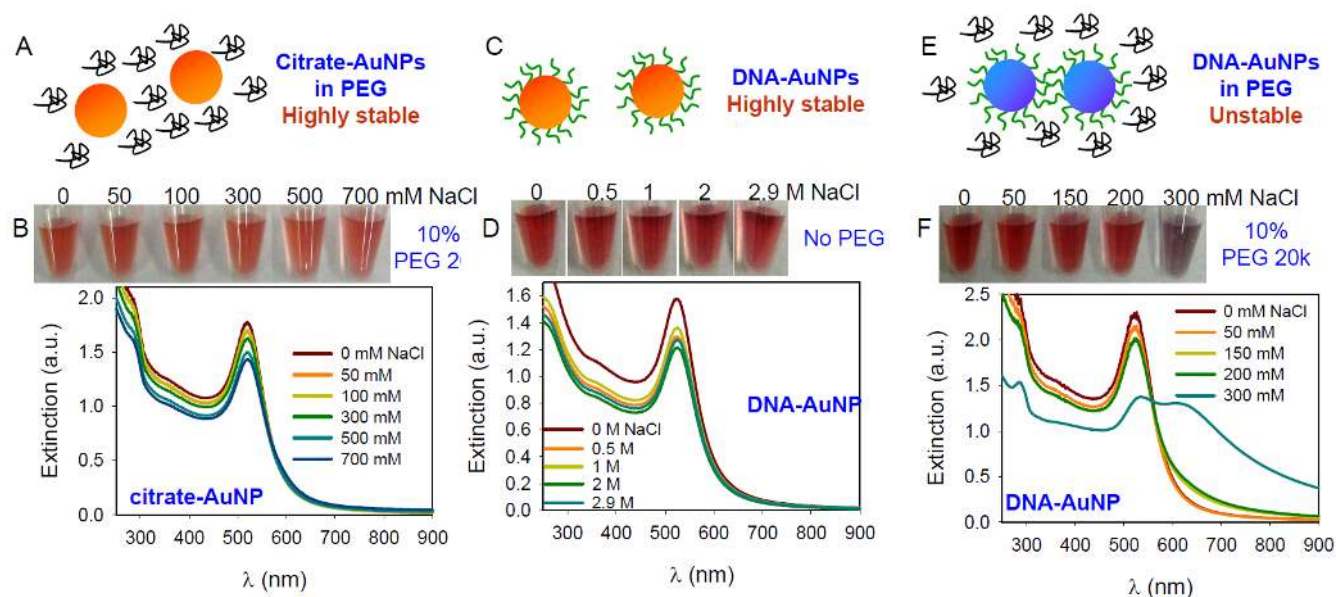 A
Citrate-AuNPs
in PEG
Highly stable
0 50 100 300 500 700 mM NaCl
B
10%
PEG 2
2.0
1.5
1.0
0.5
0.0
Extinction (a.u.)
0 mM NaCl
50 mM
100 mM
300 mM
500 mM
700 mM
citrate-AuNP
300 400 500 600 700 800 900
λ (nm)
C
DNA-AuNPs
Highly stable
0 0.5 1 2 2.9 M NaCl
D
No PEG
1.6
1.4
1.2
1.0
0.8
0.6
0.4
0.2
0.0
Extinction (a.u.)
DNA-AuNP
0 M NaCl
0.5 M
1 M
2 M
2.9 M
300 400 500 600 700 800 900
λ (nm)
E
DNA-AuNPs
in PEG
Unstable
0 50 150 200 300 mM NaCl
F
10%
PEG 20k
2.5
2.0
1.5
1.0
0.5
0.0
Extinction (a.u.)
0 mM NaCl
50 mM
150 mM
200 mM
300 mM
DNA-AuNP
300 400 500 600 700 800 900
λ (nm)